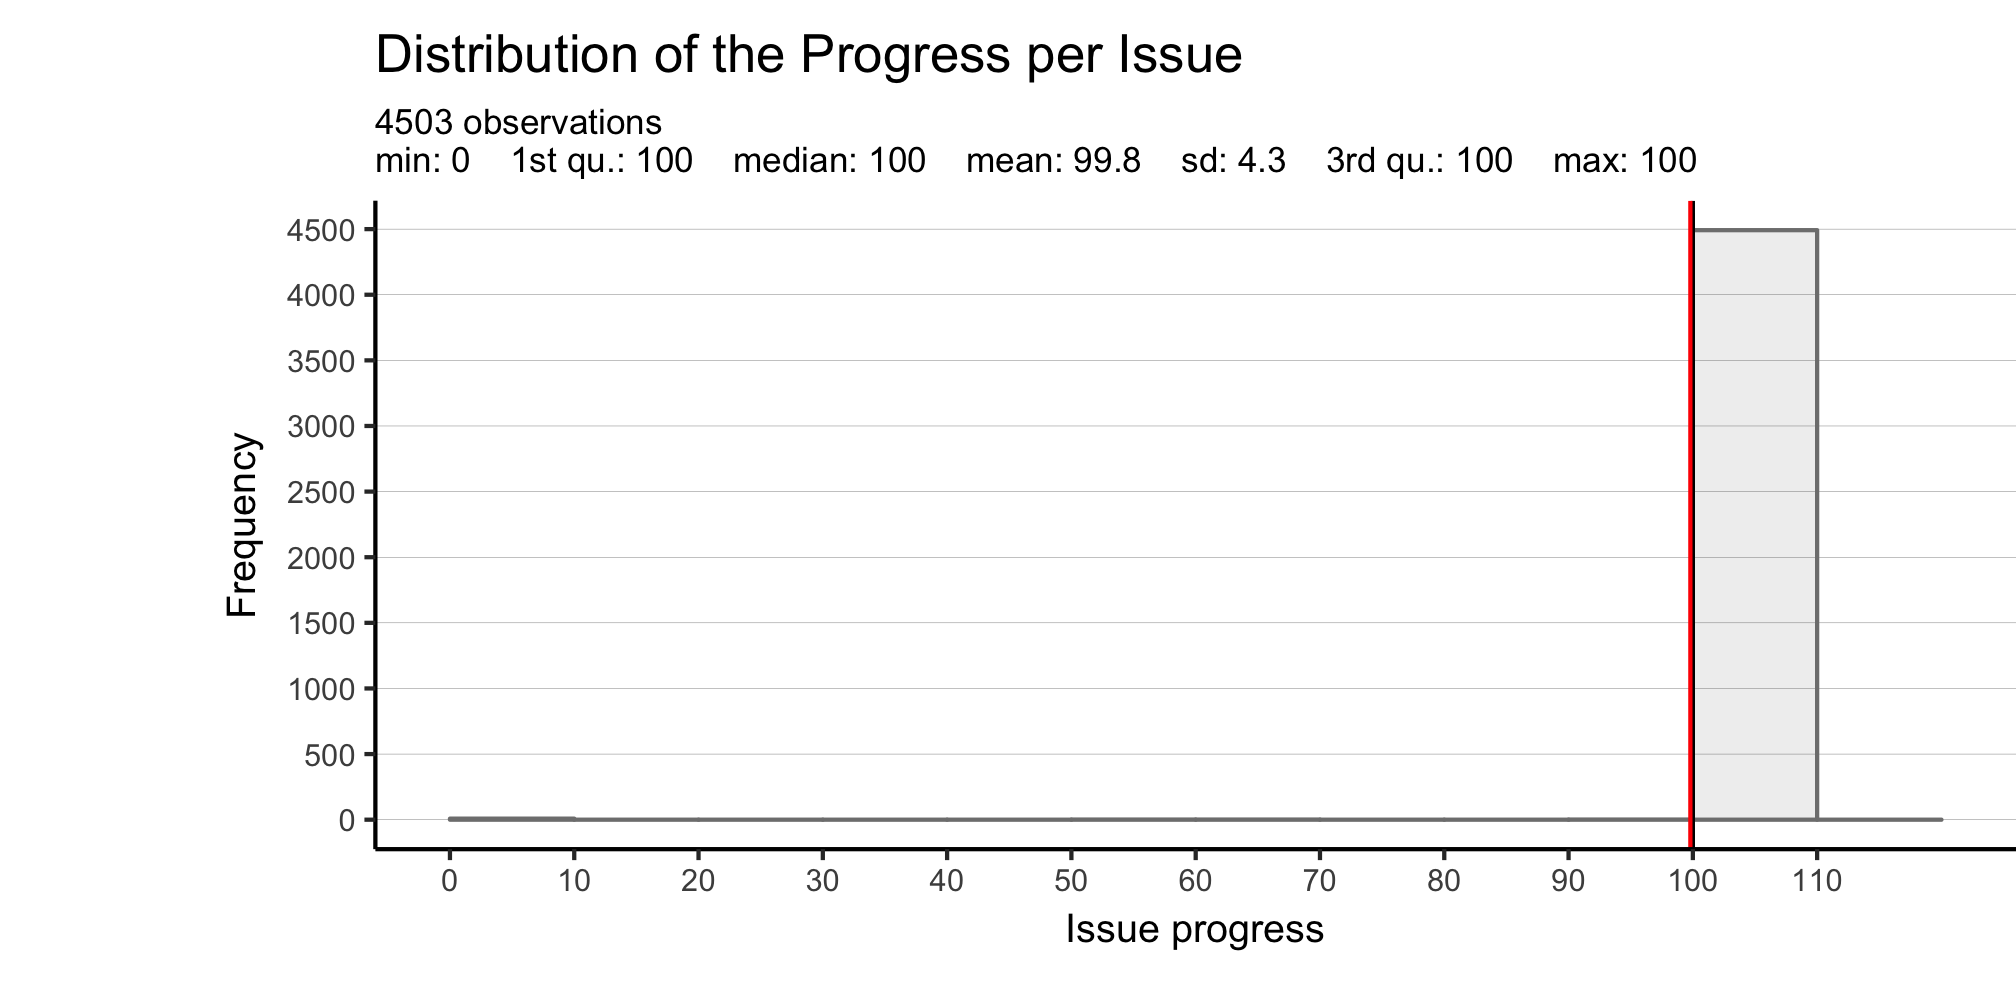 Distribution of the Progress per Issue
4503 observations
min: 0 1st qu.: 100 median: 100 mean: 99.8 sd: 4.3 3rd qu.: 100 max: 100
4500
4000
3500
3000
2500
2000
1500
1000
500
0
Frequency
0 10 20 30 40 50 60 70 80 90 100 110
Issue progress